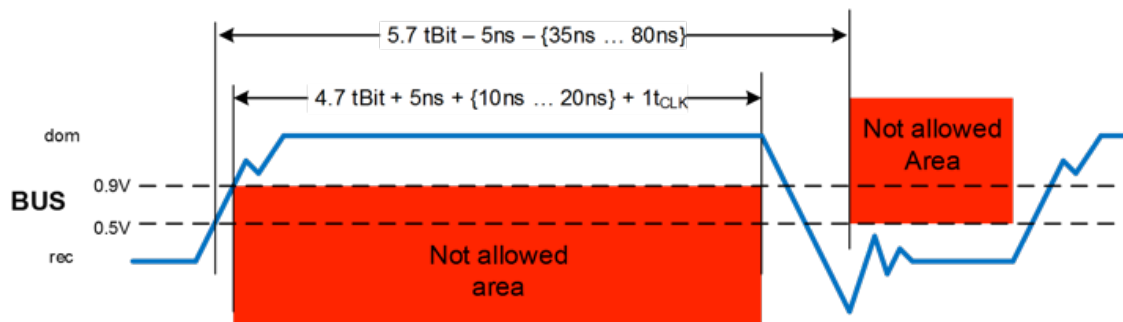 5.7 tBit – 5ns – {35ns ... 80ns}
4.7 tBit + 5ns + {10ns ... 20ns} + 1tCLK
dom
Not allowed
Area
0.9V
BUS
0.5V
rec
Not allowed
area